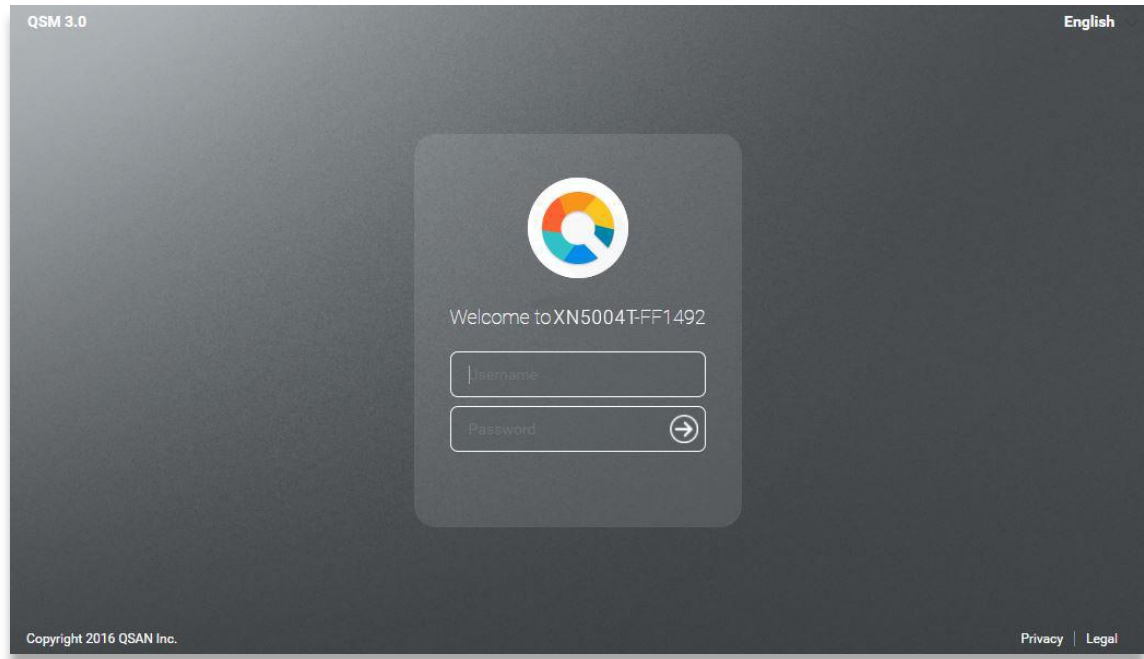 QSM 3.0
English
Welcome to XN5004T-FF1492
Username
Password
Copyright 2016 QSAN Inc.
Privacy | Legal